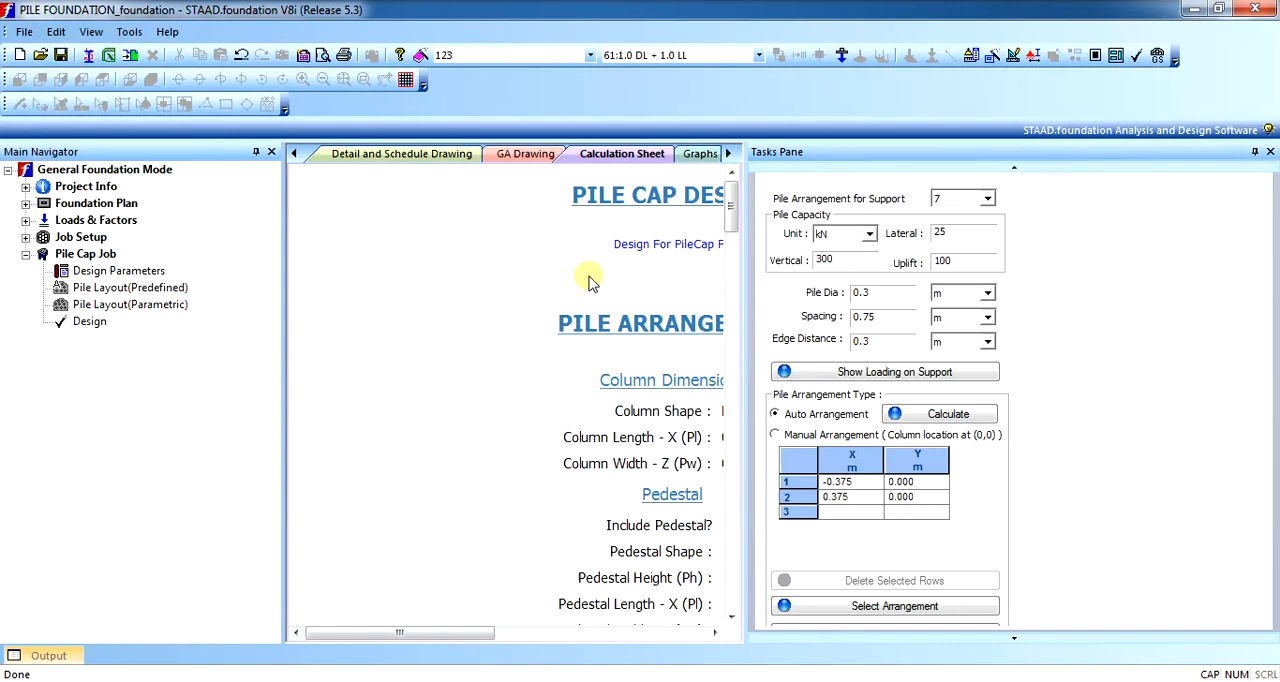 PILE FOUNDATION_foundation - STAAD.foundation V8i (Release 5.3)
File Edit View Tools Help
123 61:1.0 DL + 1.0 LL
STAAD.foundation Analysis and Design Software
Main Navigator
General Foundation Mode
Project Info
Foundation Plan
Loads & Factors
Job Setup
Pile Cap Job
Design Parameters
Pile Layout(Predefined)
Pile Layout(Parametric)
Design
Detail and Schedule Drawing GA Drawing Calculation Sheet Graphs
PILE CAP DES
Design For PileCap
PILE ARRANGE
Column Dimensio
Column Shape :
Column Length - X (Pl) :
Column Width - Z (Pw) :
Pedestal
Include Pedestal?
Pedestal Shape :
Pedestal Height (Ph) :
Pedestal Length - X (Pl) :
Tasks Pane
Pile Arrangement for Support 7
Pile Capacity
Unit : kN Lateral : 25
Vertical : 300 Uplift : 100
Pile Dia : 0.3 m
Spacing : 0.75 m
Edge Distance : 0.3 m
Show Loading on Support
Pile Arrangement Type :
Auto Arrangement Calculate
Manual Arrangement ( Column location at (0,0) )
X Y
m m
1 -0.375 0.000
2 0.375 0.000
3
Delete Selected Rows
Select Arrangement
Output
Done CAP NUM SCRL